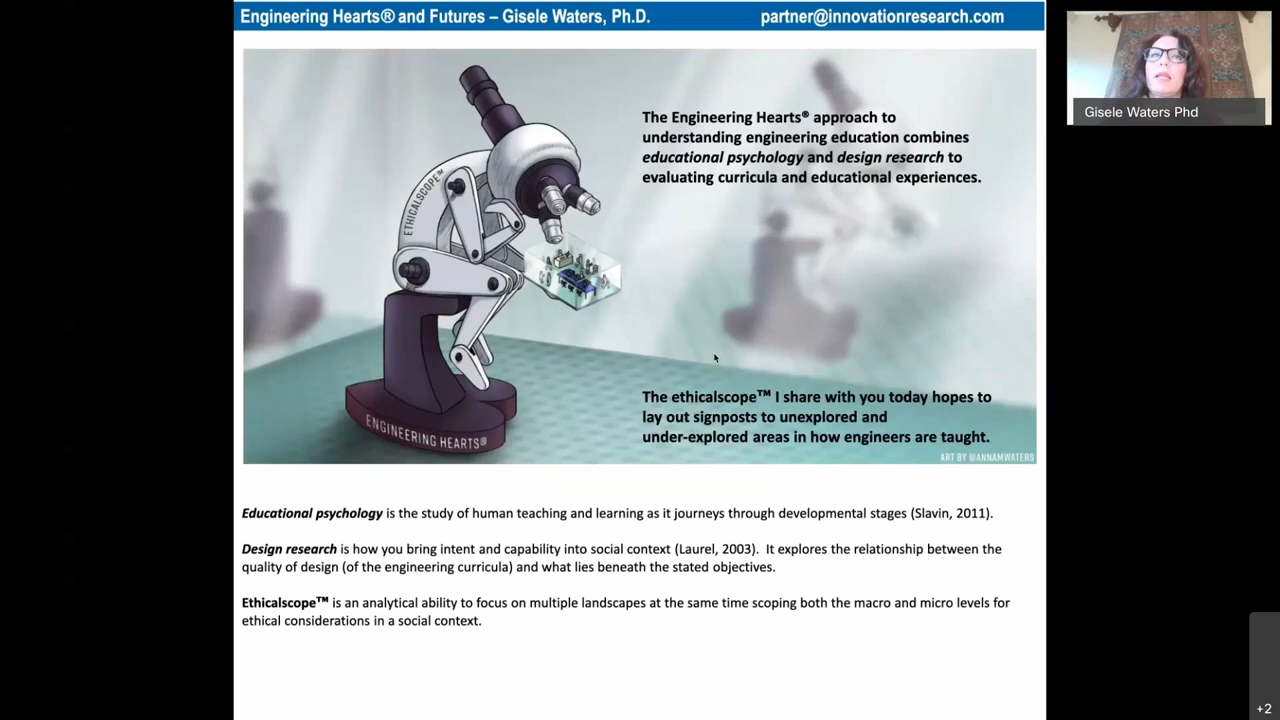 Engineering Hearts® and Futures – Gisele Waters, Ph.D. partner@innovationresearch.com
Gisele Waters Phd
The Engineering Hearts® approach to
understanding engineering education combines
educational psychology and design research to
evaluating curricula and educational experiences.
ETHICALSCOPE™
The ethicalscope™ I share with you today hopes to
lay out signposts to unexplored and
under-explored areas in how engineers are taught.
ENGINEERING HEARTS®
ART BY @ANNAMWATERS
Educational psychology is the study of human teaching and learning as it journeys through developmental stages (Slavin, 2011).
Design research is how you bring intent and capability into social context (Laurel, 2003). It explores the relationship between the
quality of design (of the engineering curricula) and what lies beneath the stated objectives.
Ethicalscope™ is an analytical ability to focus on multiple landscapes at the same time scoping both the macro and micro levels for
ethical considerations in a social context.
+2